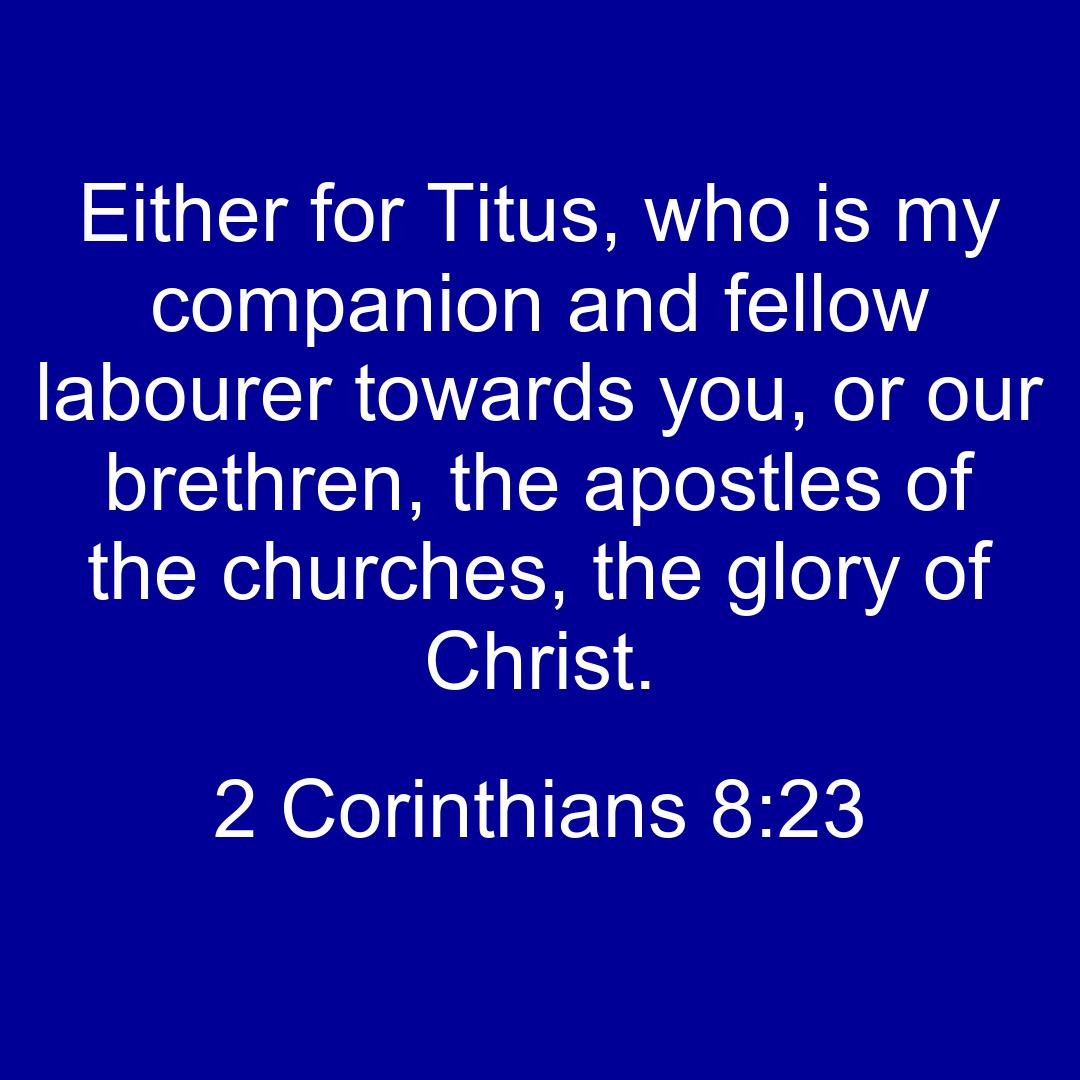 Either for Titus, who is my
companion and fellow
labourer towards you, or our
brethren, the apostles of
the churches, the glory of
Christ.
2 Corinthians 8:23